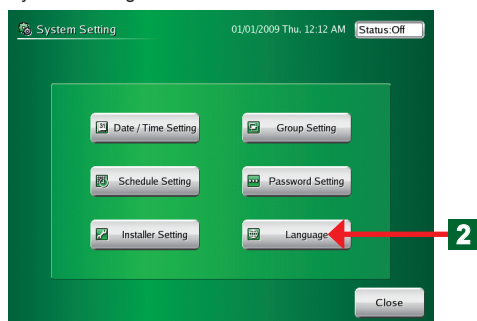 System Setting
01/01/2009 Thu. 12:12 AM
Status:Off
Date / Time Setting
Group Setting
Schedule Setting
Password Setting
Installer Setting
Language
2
Close